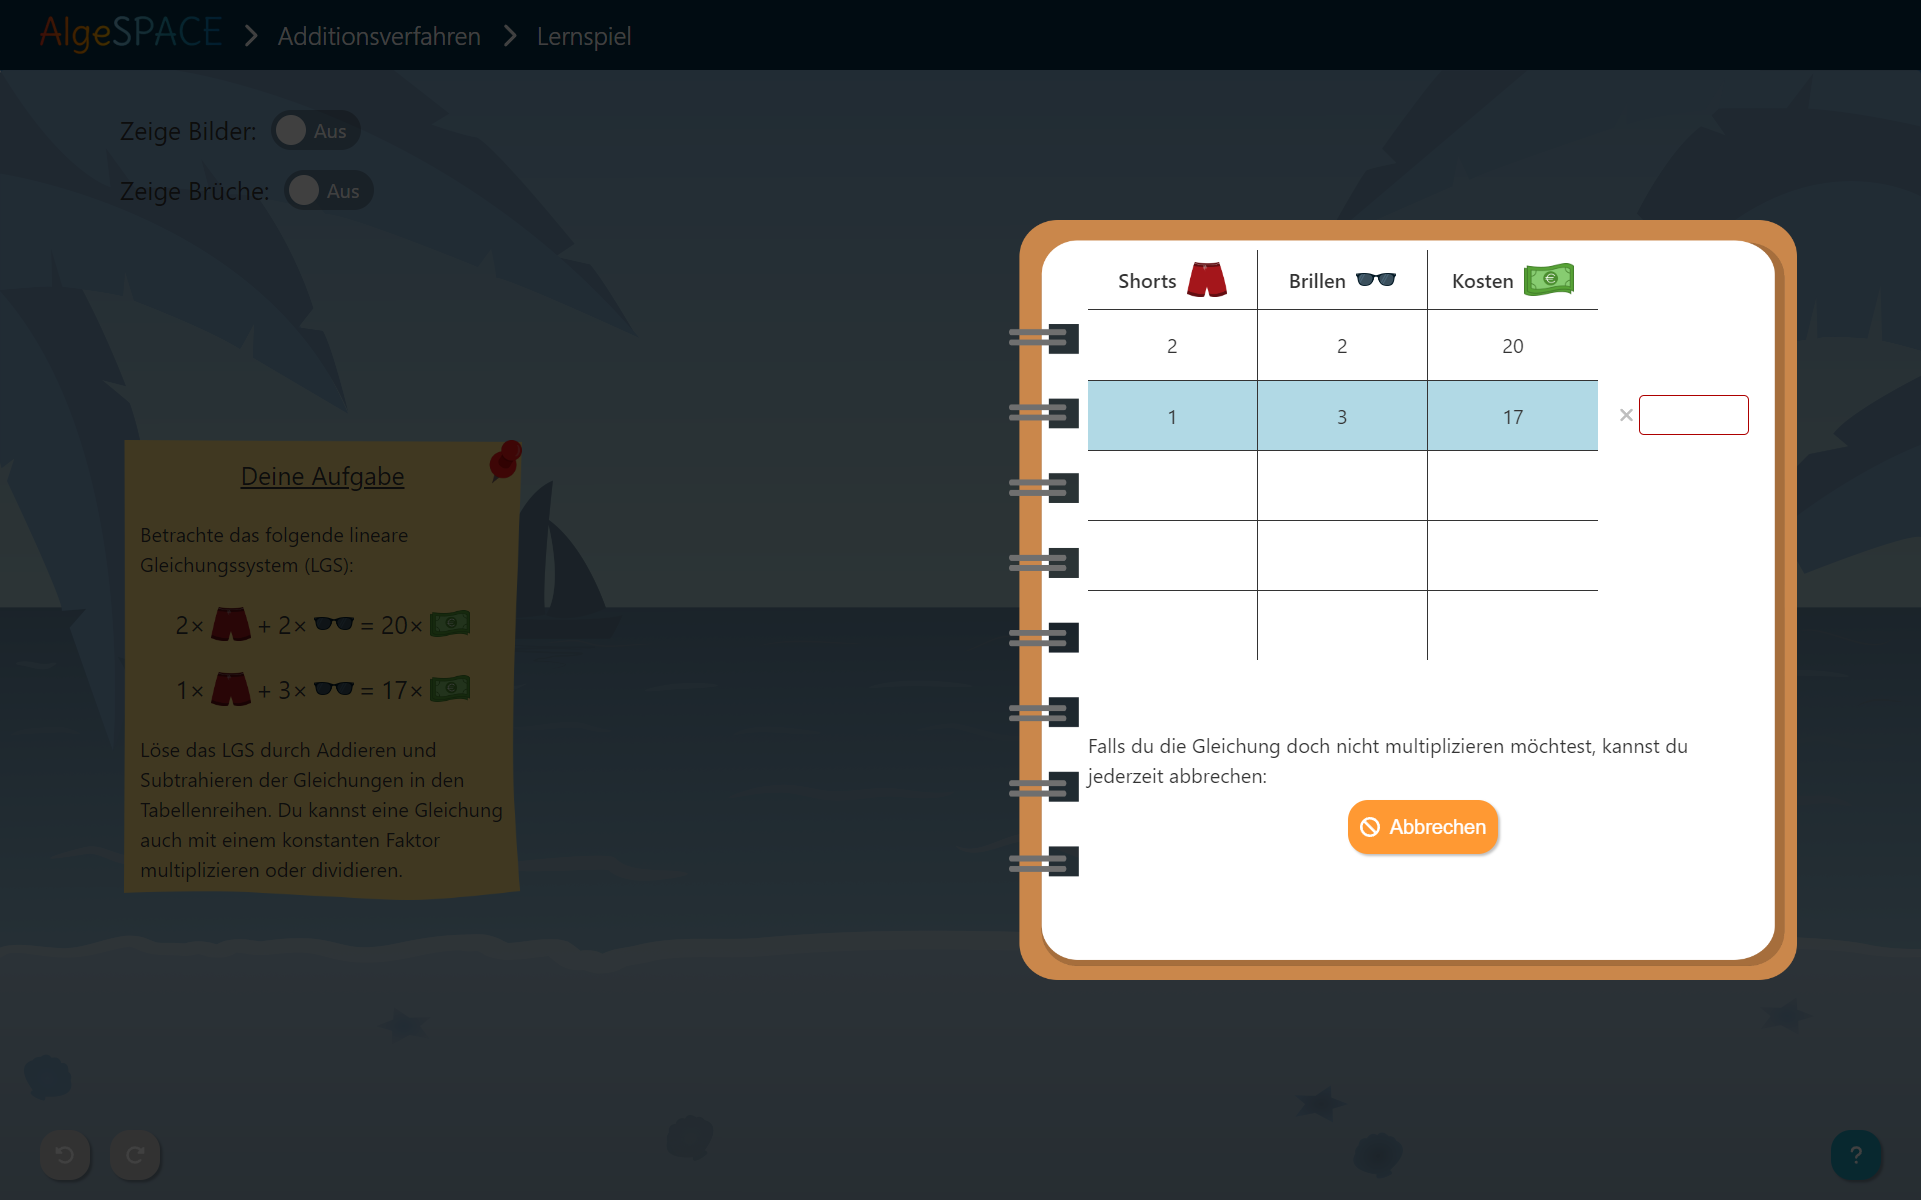 AlgeSPACE > Additionsverfahren > Lernspiel
Zeige Bilder: Aus
Zeige Brüche: Aus
Deine Aufgabe
Betrachte das folgende lineare
Gleichungssystem (LGS):
2× + 2× = 20×
1× + 3× = 17×
Löse das LGS durch Addieren und
Subtrahieren der Gleichungen in den
Tabellenreihen. Du kannst eine Gleichung
auch mit einem konstanten Faktor
multiplizieren oder dividieren.
Shorts Brillen Kosten
2 2 20
1 3 17 ×
Falls du die Gleichung doch nicht multiplizieren möchtest, kannst du
jederzeit abbrechen:
Abbrechen
?